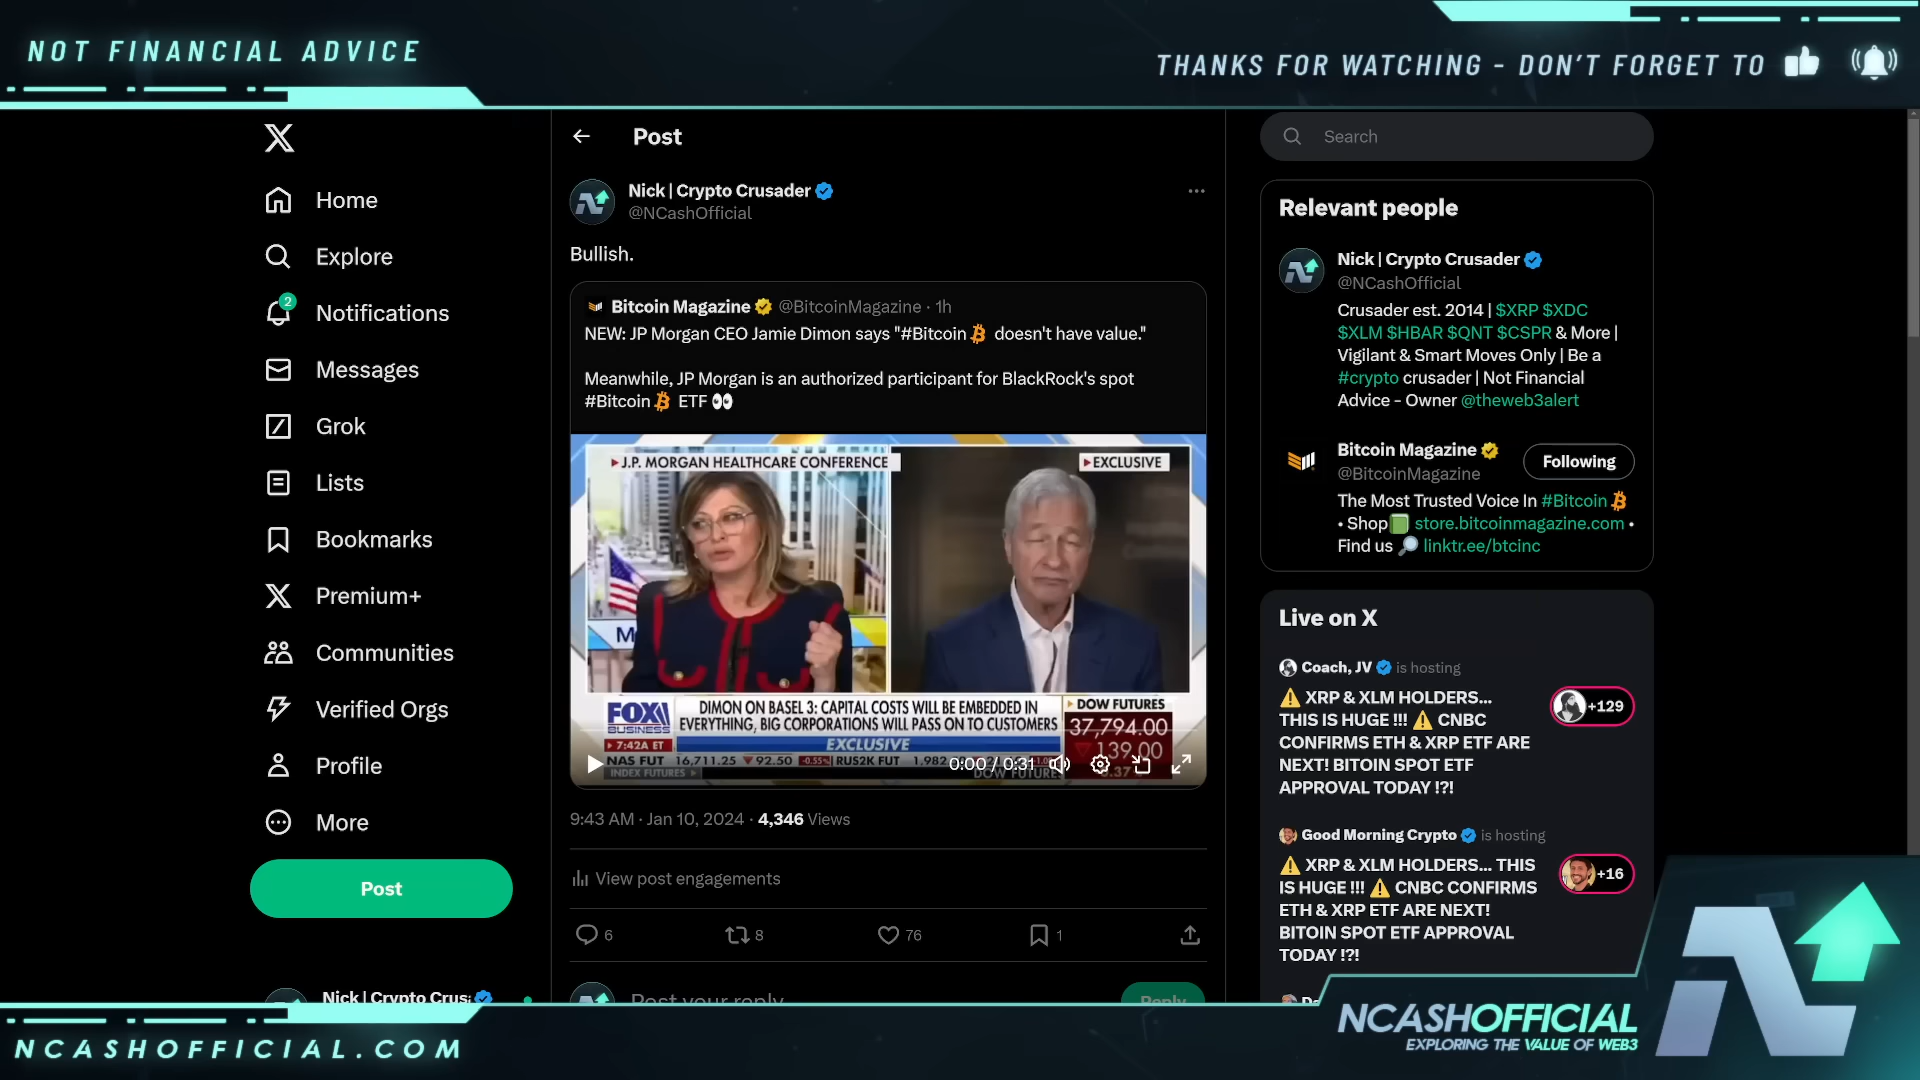 NOT FINANCIAL ADVICE
THANKS FOR WATCHING - DON'T FORGET TO
X
Home
Explore
2
Notifications
Messages
Grok
Lists
Bookmarks
Premium+
Communities
Verified Orgs
Profile
More
Post
Nick | Crypto Crus
Post
Nick | Crypto Crusader
@NCashOfficial
Bullish.
Bitcoin Magazine @BitcoinMagazine · 1h
NEW: JP Morgan CEO Jamie Dimon says "#Bitcoin doesn't have value."
Meanwhile, JP Morgan is an authorized participant for BlackRock's spot
#Bitcoin ETF 👀
J.P. MORGAN HEALTHCARE CONFERENCE
EXCLUSIVE
M
FOX
BUSINESS
DIMON ON BASEL 3: CAPITAL COSTS WILL BE EMBEDDED IN
EVERYTHING, BIG CORPORATIONS WILL PASS ON TO CUSTOMERS
DOW FUTURES
37,794.00
139.00
7:42A ET
EXCLUSIVE
NAS FUT 16,711.25 ▼92.50 -0.55% RUS2K FUT 1,982
INDEX FUTURES
DOW FUTURES
0:00 / 0:31
9:43 AM · Jan 10, 2024 · 4,346 Views
View post engagements
6
8
76
1
Post your reply
Reply
Search
Relevant people
Nick | Crypto Crusader
@NCashOfficial
Crusader est. 2014 | $XRP $XDC
$XLM $HBAR $QNT $CSPR & More |
Vigilant & Smart Moves Only | Be a
#crypto crusader | Not Financial
Advice - Owner @theweb3alert
Bitcoin Magazine
@BitcoinMagazine
Following
The Most Trusted Voice In #Bitcoin
• Shop📗 store.bitcoinmagazine.com •
Find us 🔎 linktr.ee/btcinc
Live on X
Coach, JV is hosting
⚠️ XRP & XLM HOLDERS...
THIS IS HUGE !!! ⚠️ CNBC
CONFIRMS ETH & XRP ETF ARE
NEXT! BITOIN SPOT ETF
APPROVAL TODAY !?!
+129
Good Morning Crypto is hosting
⚠️ XRP & XLM HOLDERS... THIS
IS HUGE !!! ⚠️ CNBC CONFIRMS
ETH & XRP ETF ARE NEXT!
BITOIN SPOT ETF APPROVAL
TODAY !?!
+16
NCASHOFFICIAL.COM
NCASHOFFICIAL
EXPLORING THE VALUE OF WEB3